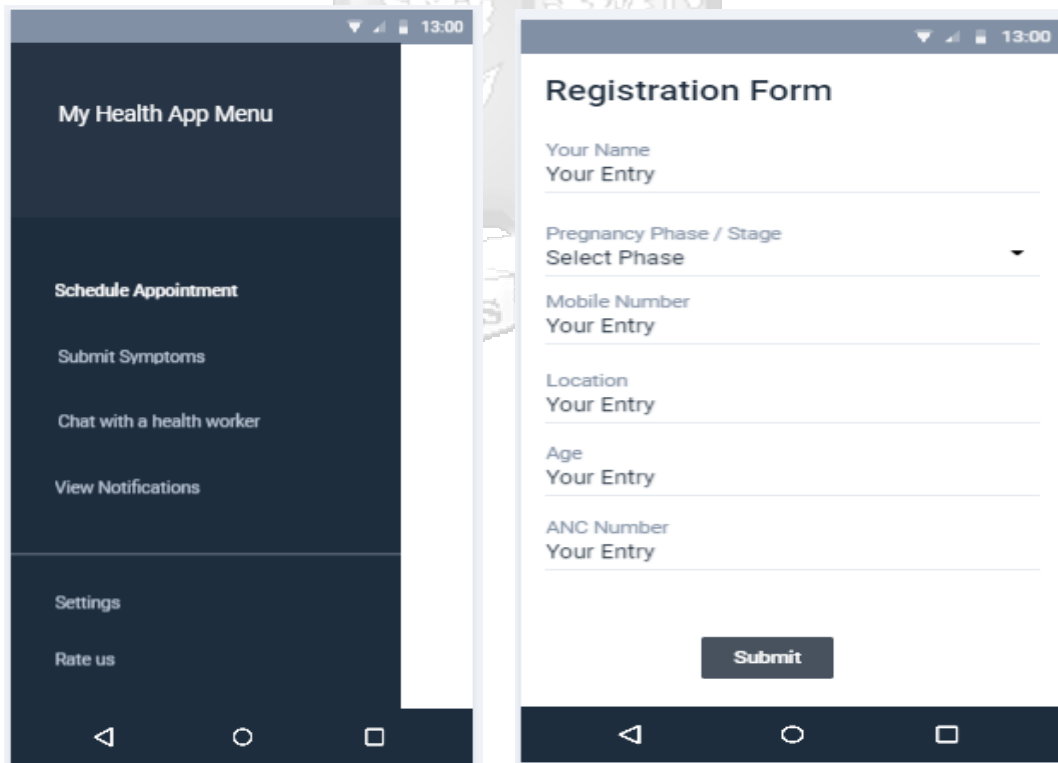 13:00
My Health App Menu
Schedule Appointment
Submit Symptoms
Chat with a health worker
View Notifications
Settings
Rate us
13:00
Registration Form
Your Name
Your Entry
Pregnancy Phase / Stage
Select Phase
Mobile Number
Your Entry
Location
Your Entry
Age
Your Entry
ANC Number
Your Entry
Submit